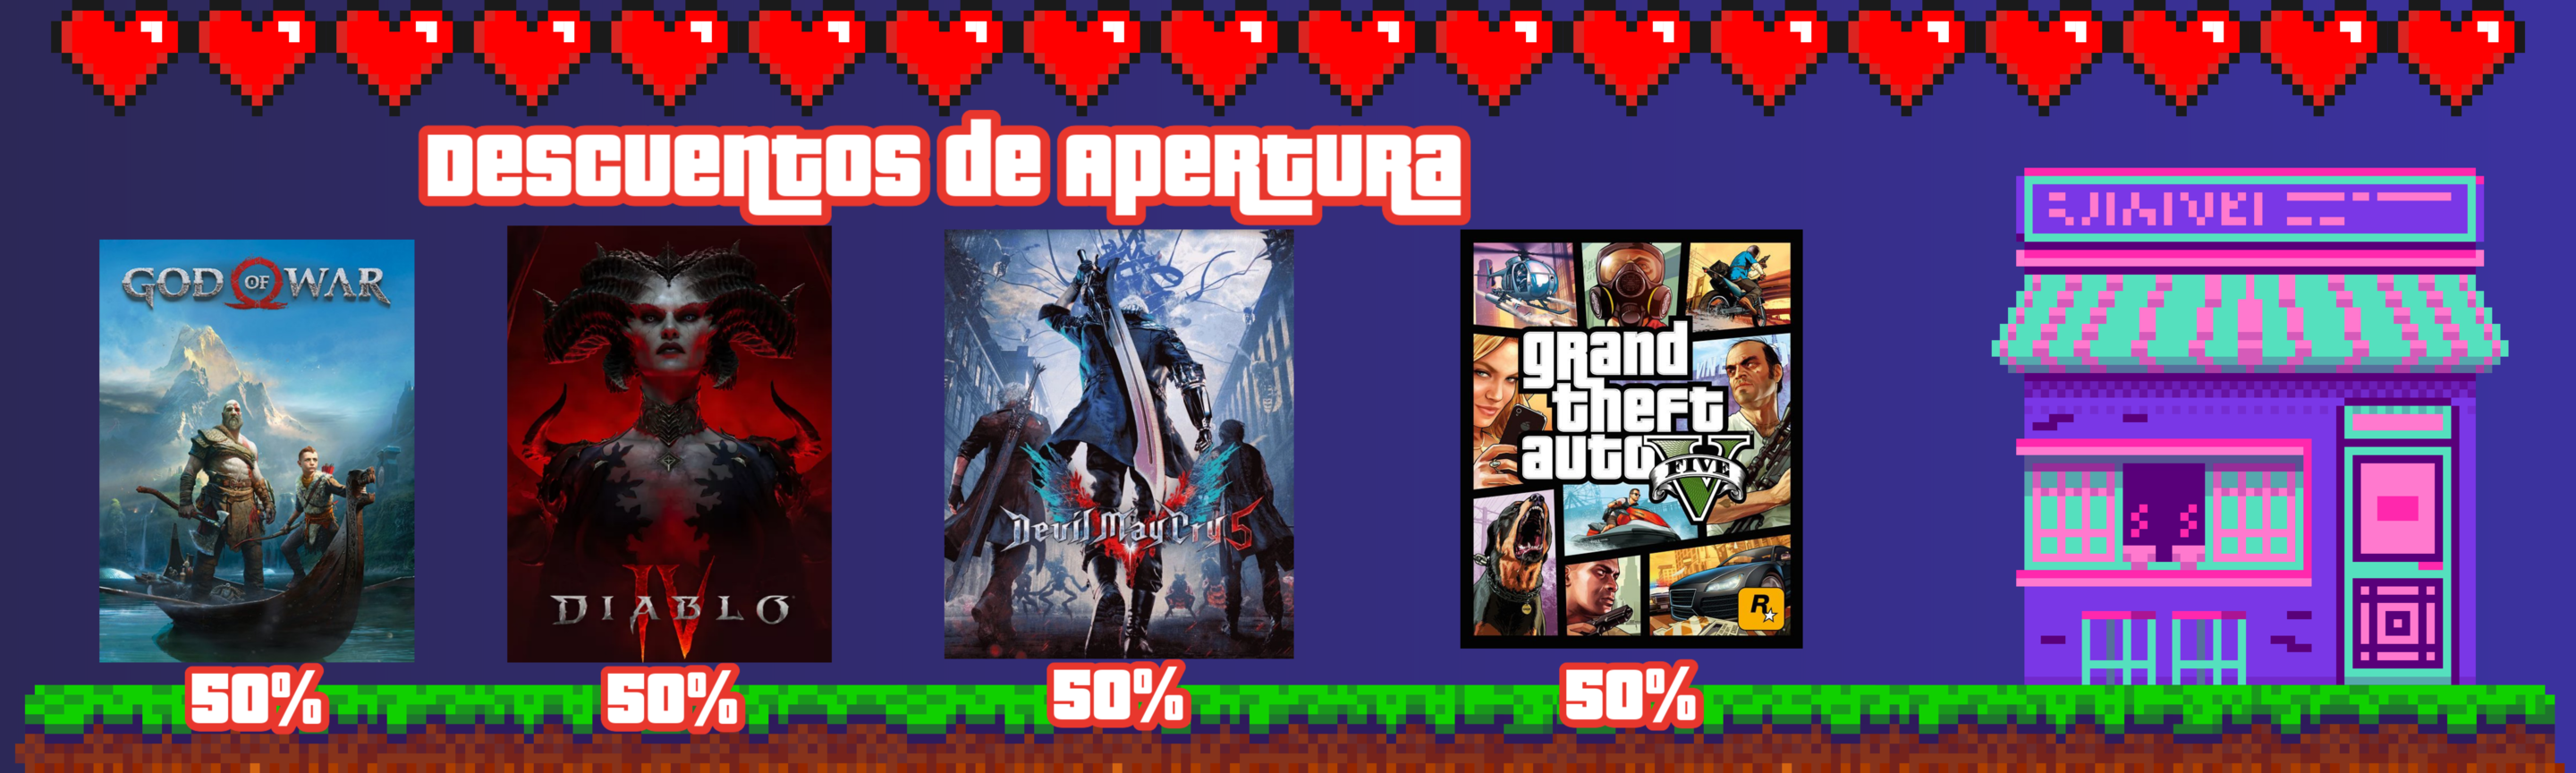 Descuentos de Apertura
GOD OF WAR
DIABLO
IV
Devil May Cry 5
grand
theft
auto
FIVE
V
R
50%
50%
50%
50%